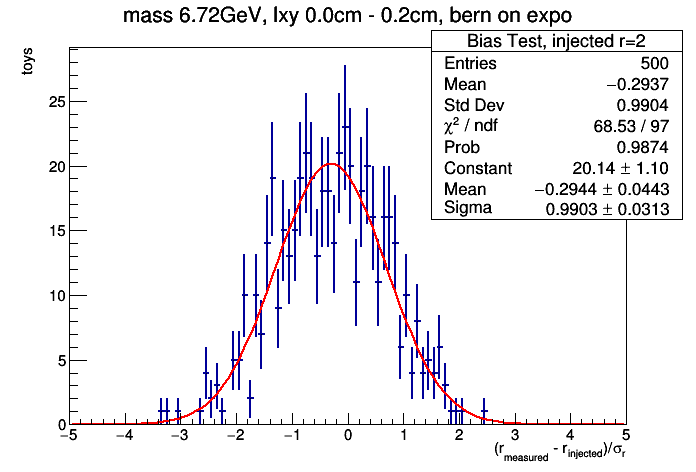 mass 6.72GeV, lxy 0.0cm - 0.2cm, bern on expo
Bias Test, injected r=2
Entries 500
Mean −0.2937
Std Dev 0.9904
χ² / ndf 68.53 / 97
Prob 0.9874
Constant 20.14 ± 1.10
Mean −0.2944 ± 0.0443
Sigma 0.9903 ± 0.0313
toys
25
20
15
10
5
0
−5 −4 −3 −2 −1 0 1 2 3 4 5
(r_measured - r_injected)/σ_r